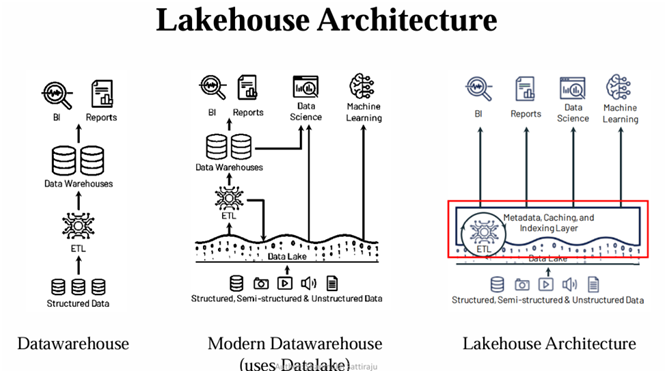 Lakehouse Architecture
BI
Reports
Data Warehouses
ETL
Structured Data
Datawarehouse
BI
Reports
Data
Science
Machine
Learning
Data Warehouses
ETL
Data Lake
Structured, Semi-structured & Unstructured Data
Modern Datawarehouse
(uses Datalake)
BI
Reports
Data
Science
Machine
Learning
Metadata, Caching, and
Indexing Layer
ETL
Data Lake
Structured, Semi-structured & Unstructured Data
Lakehouse Architecture